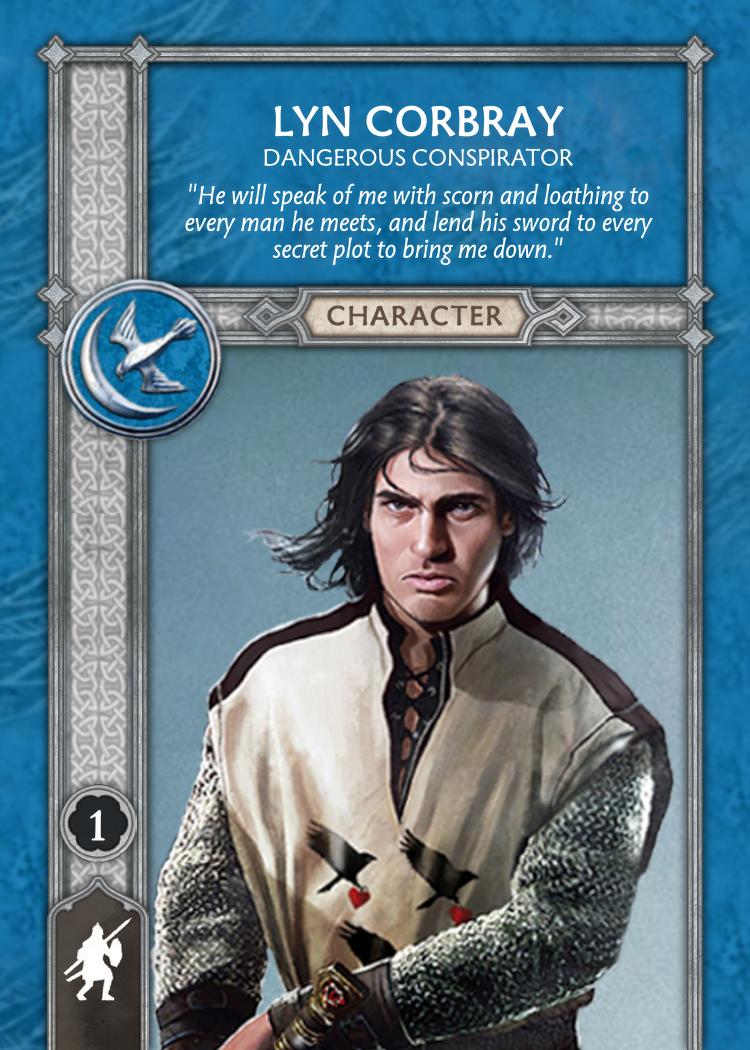 LYN CORBRAY
DANGEROUS CONSPIRATOR
"He will speak of me with scorn and loathing to
every man he meets, and lend his sword to every
secret plot to bring me down."
CHARACTER
1